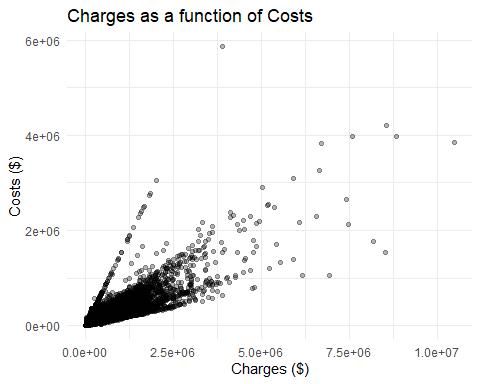 Charges as a function of Costs
6e+06
4e+06
2e+06
0e+00
Costs ($)
0.0e+00 2.5e+06 5.0e+06 7.5e+06 1.0e+07
Charges ($)